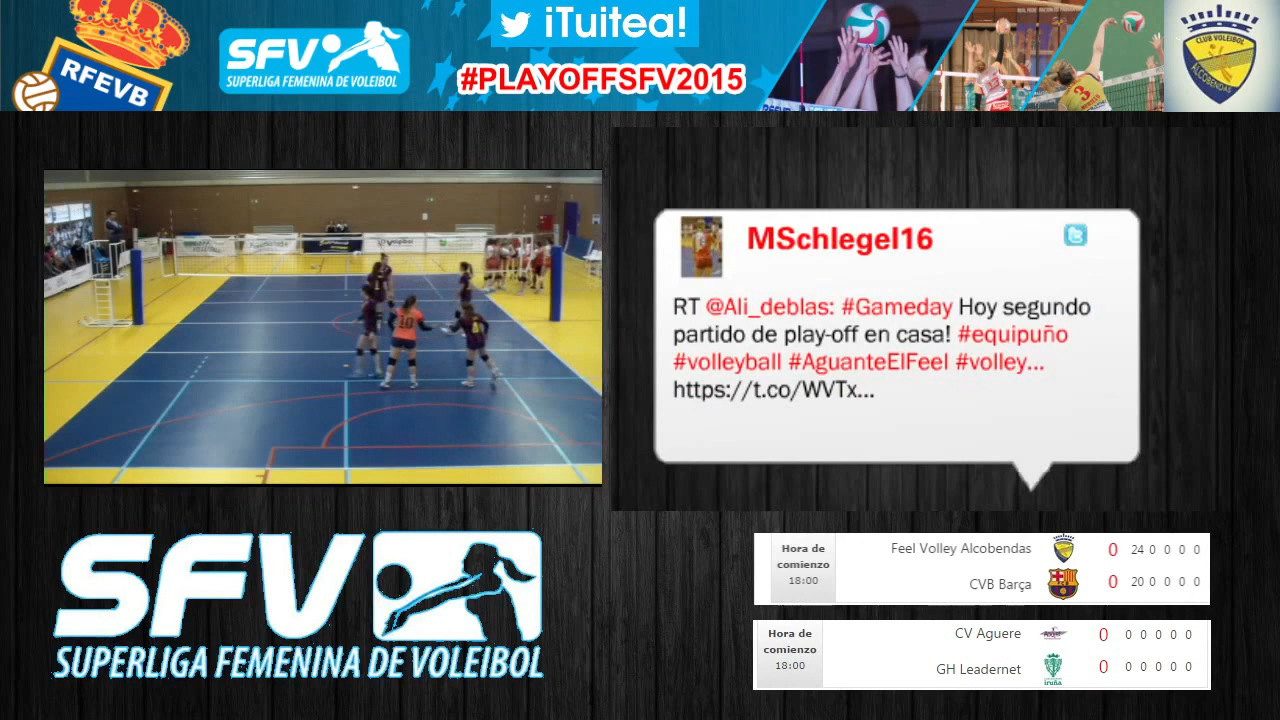 RFEVB
SFV
SUPERLIGA FEMENINA DE VOLEIBOL
iTuitea!
#PLAYOFFSFV2015
3
CLUB VOLEIBOL
ALCOBENDAS
10
MSchlegel16
RT @Ali_deblas: #Gameday Hoy segundo
partido de play-off en casa! #equipuño
#volleyball #AguanteElFeel #volley...
https://t.co/WVTx...
SFV
SUPERLIGA FEMENINA DE VOLEIBOL
Hora de
comienzo
18:00
Feel Volley Alcobendas 0 24 0 0 0 0
CVB Barça 0 20 0 0 0 0
Hora de
comienzo
18:00
CV Aguere 0 0 0 0 0 0
GH Leadernet 0 0 0 0 0 0